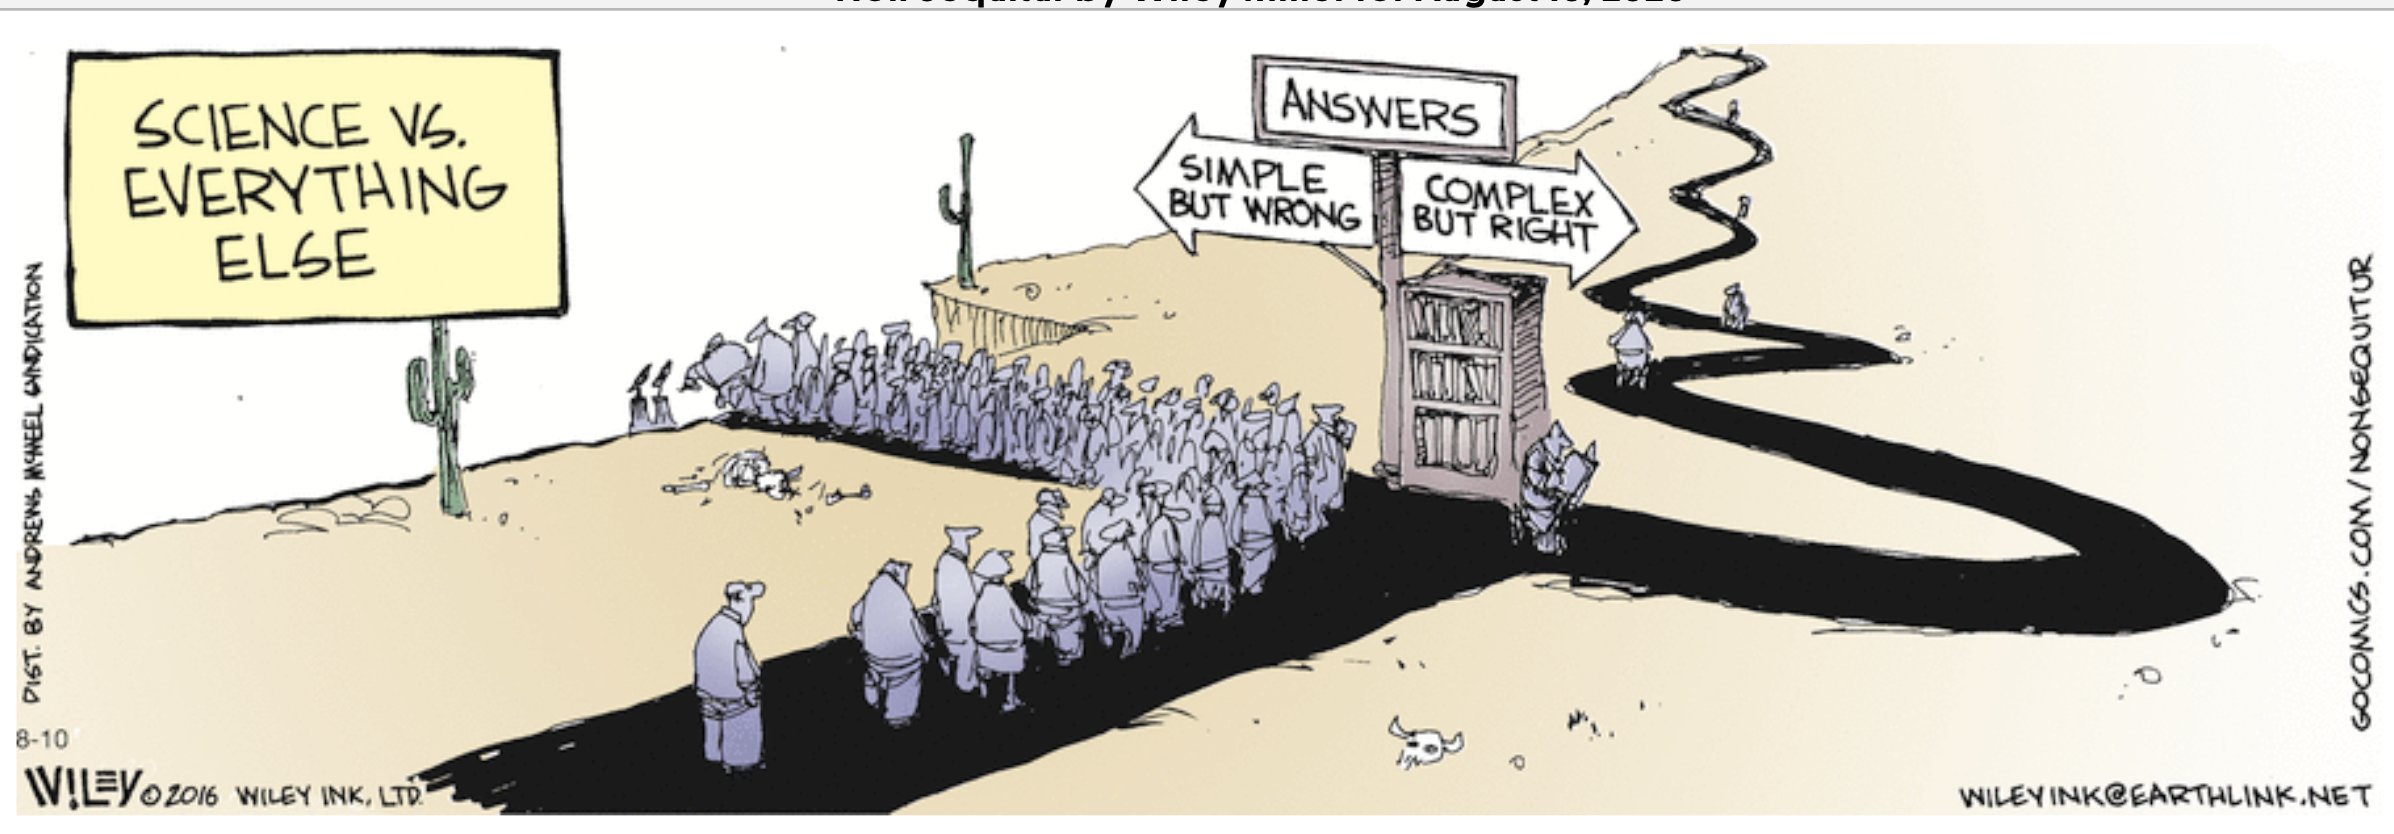 SCIENCE VS.
EVERYTHING
ELSE
ANSWERS
SIMPLE
BUT WRONG
COMPLEX
BUT RIGHT
DIST. BY ANDREWS MCMEEL SYNDICATION
8-10
WILEY © 2016 WILEY INK, LTD.
WILEYINK@EARTHLINK.NET
GOCOMICS.COM/NONSEQUITUR